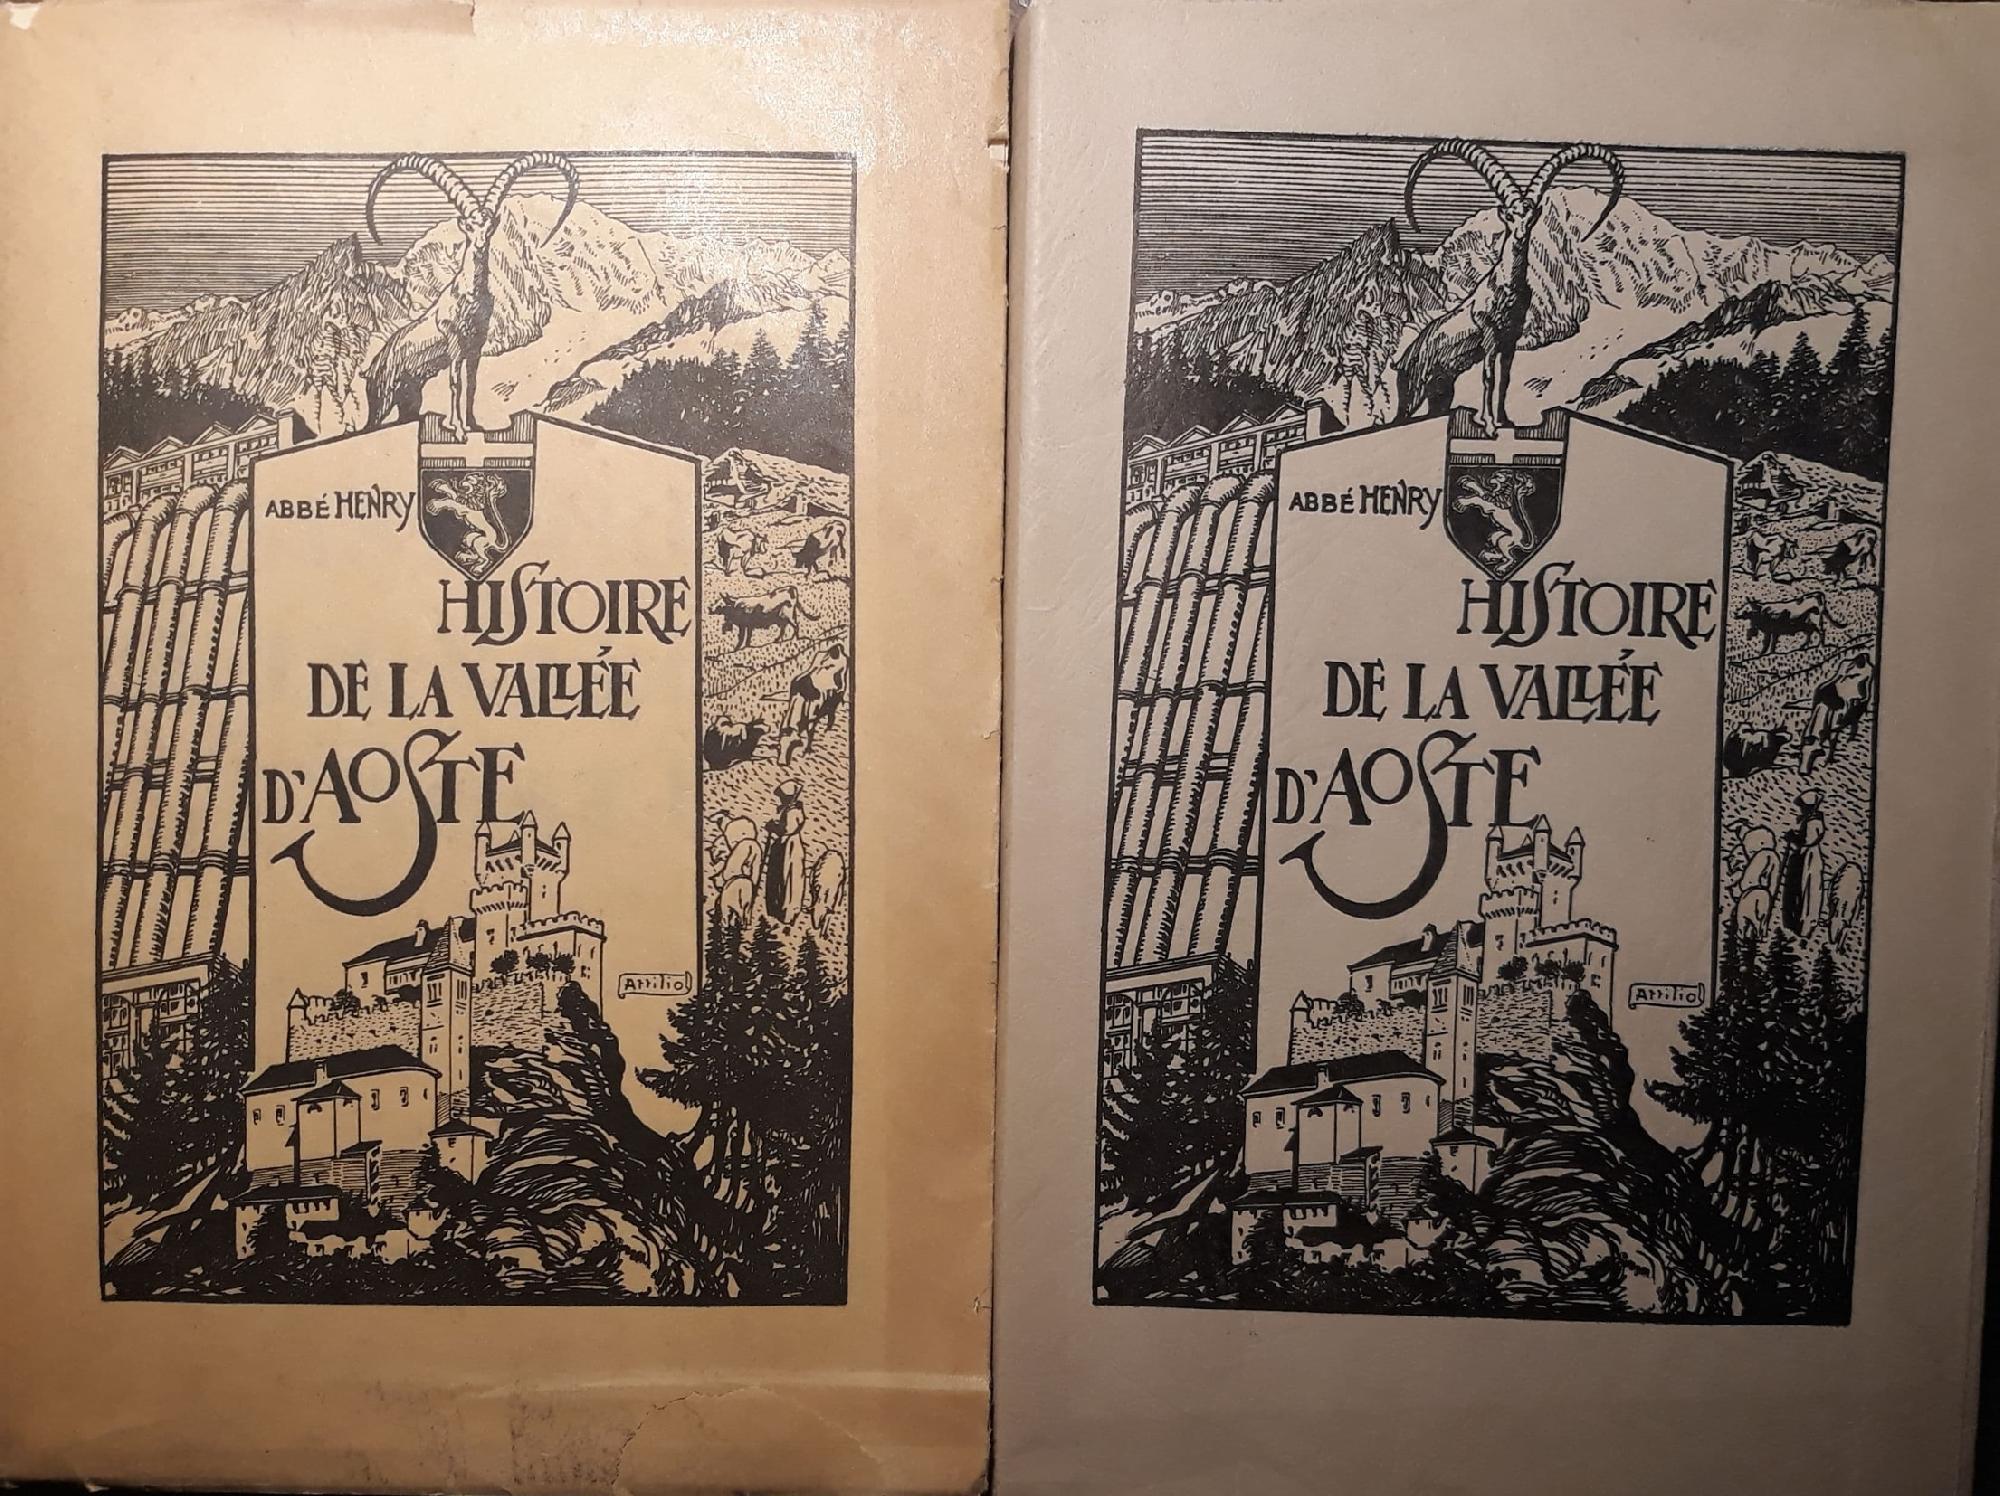 ABBÉ HENRY
HISTOIRE
DE LA VALLÉE
D'AOSTE
Attilio
ABBÉ HENRY
HISTOIRE
DE LA VALLÉE
D'AOSTE
Attilio